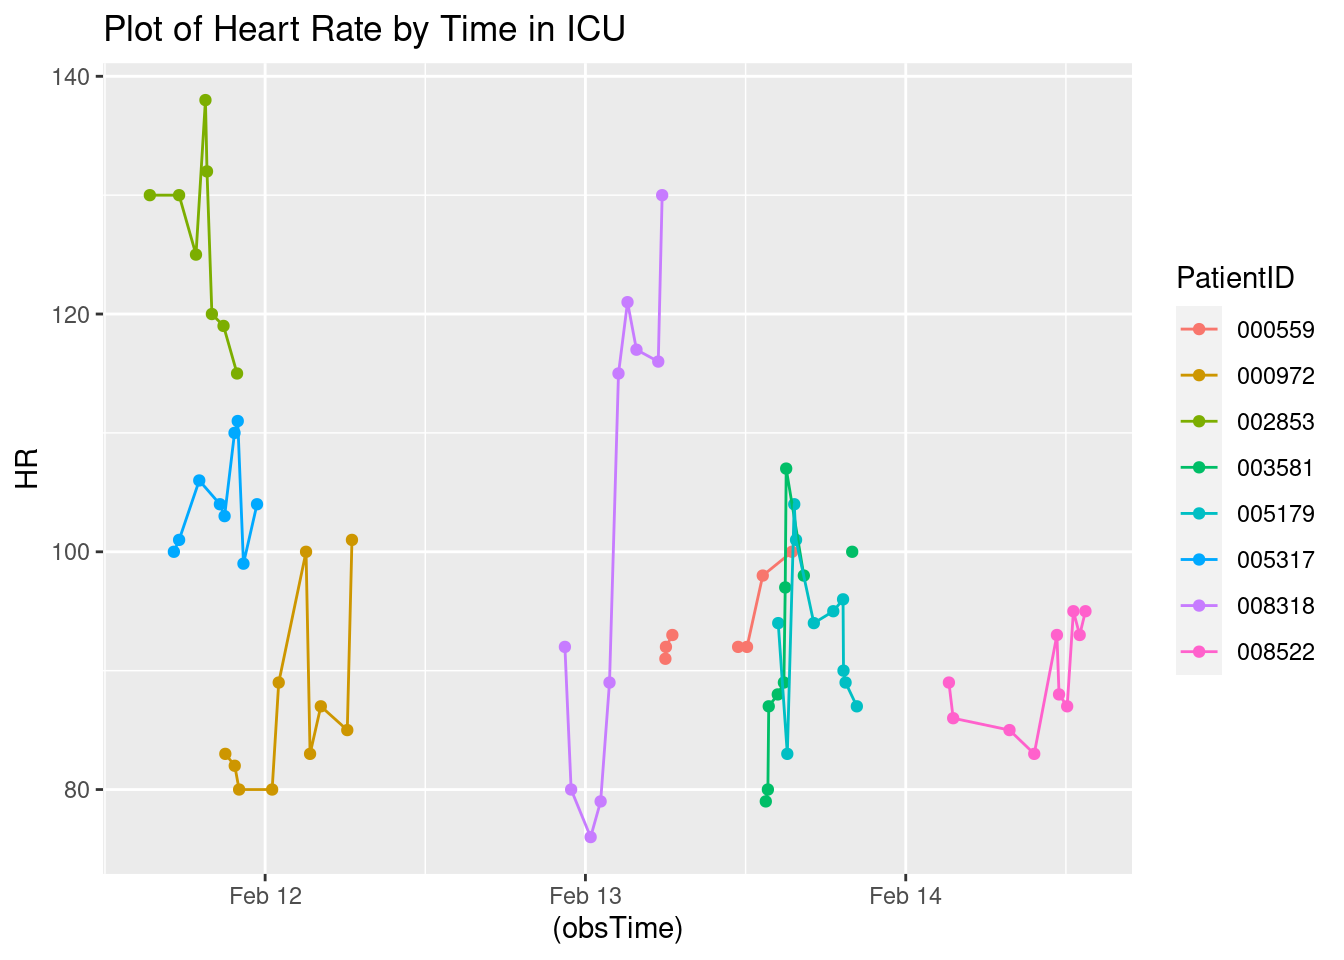 Plot of Heart Rate by Time in ICU
140
120
100
80
HR
Feb 12
Feb 13
Feb 14
(obsTime)
PatientID
000559
000972
002853
003581
005179
005317
008318
008522